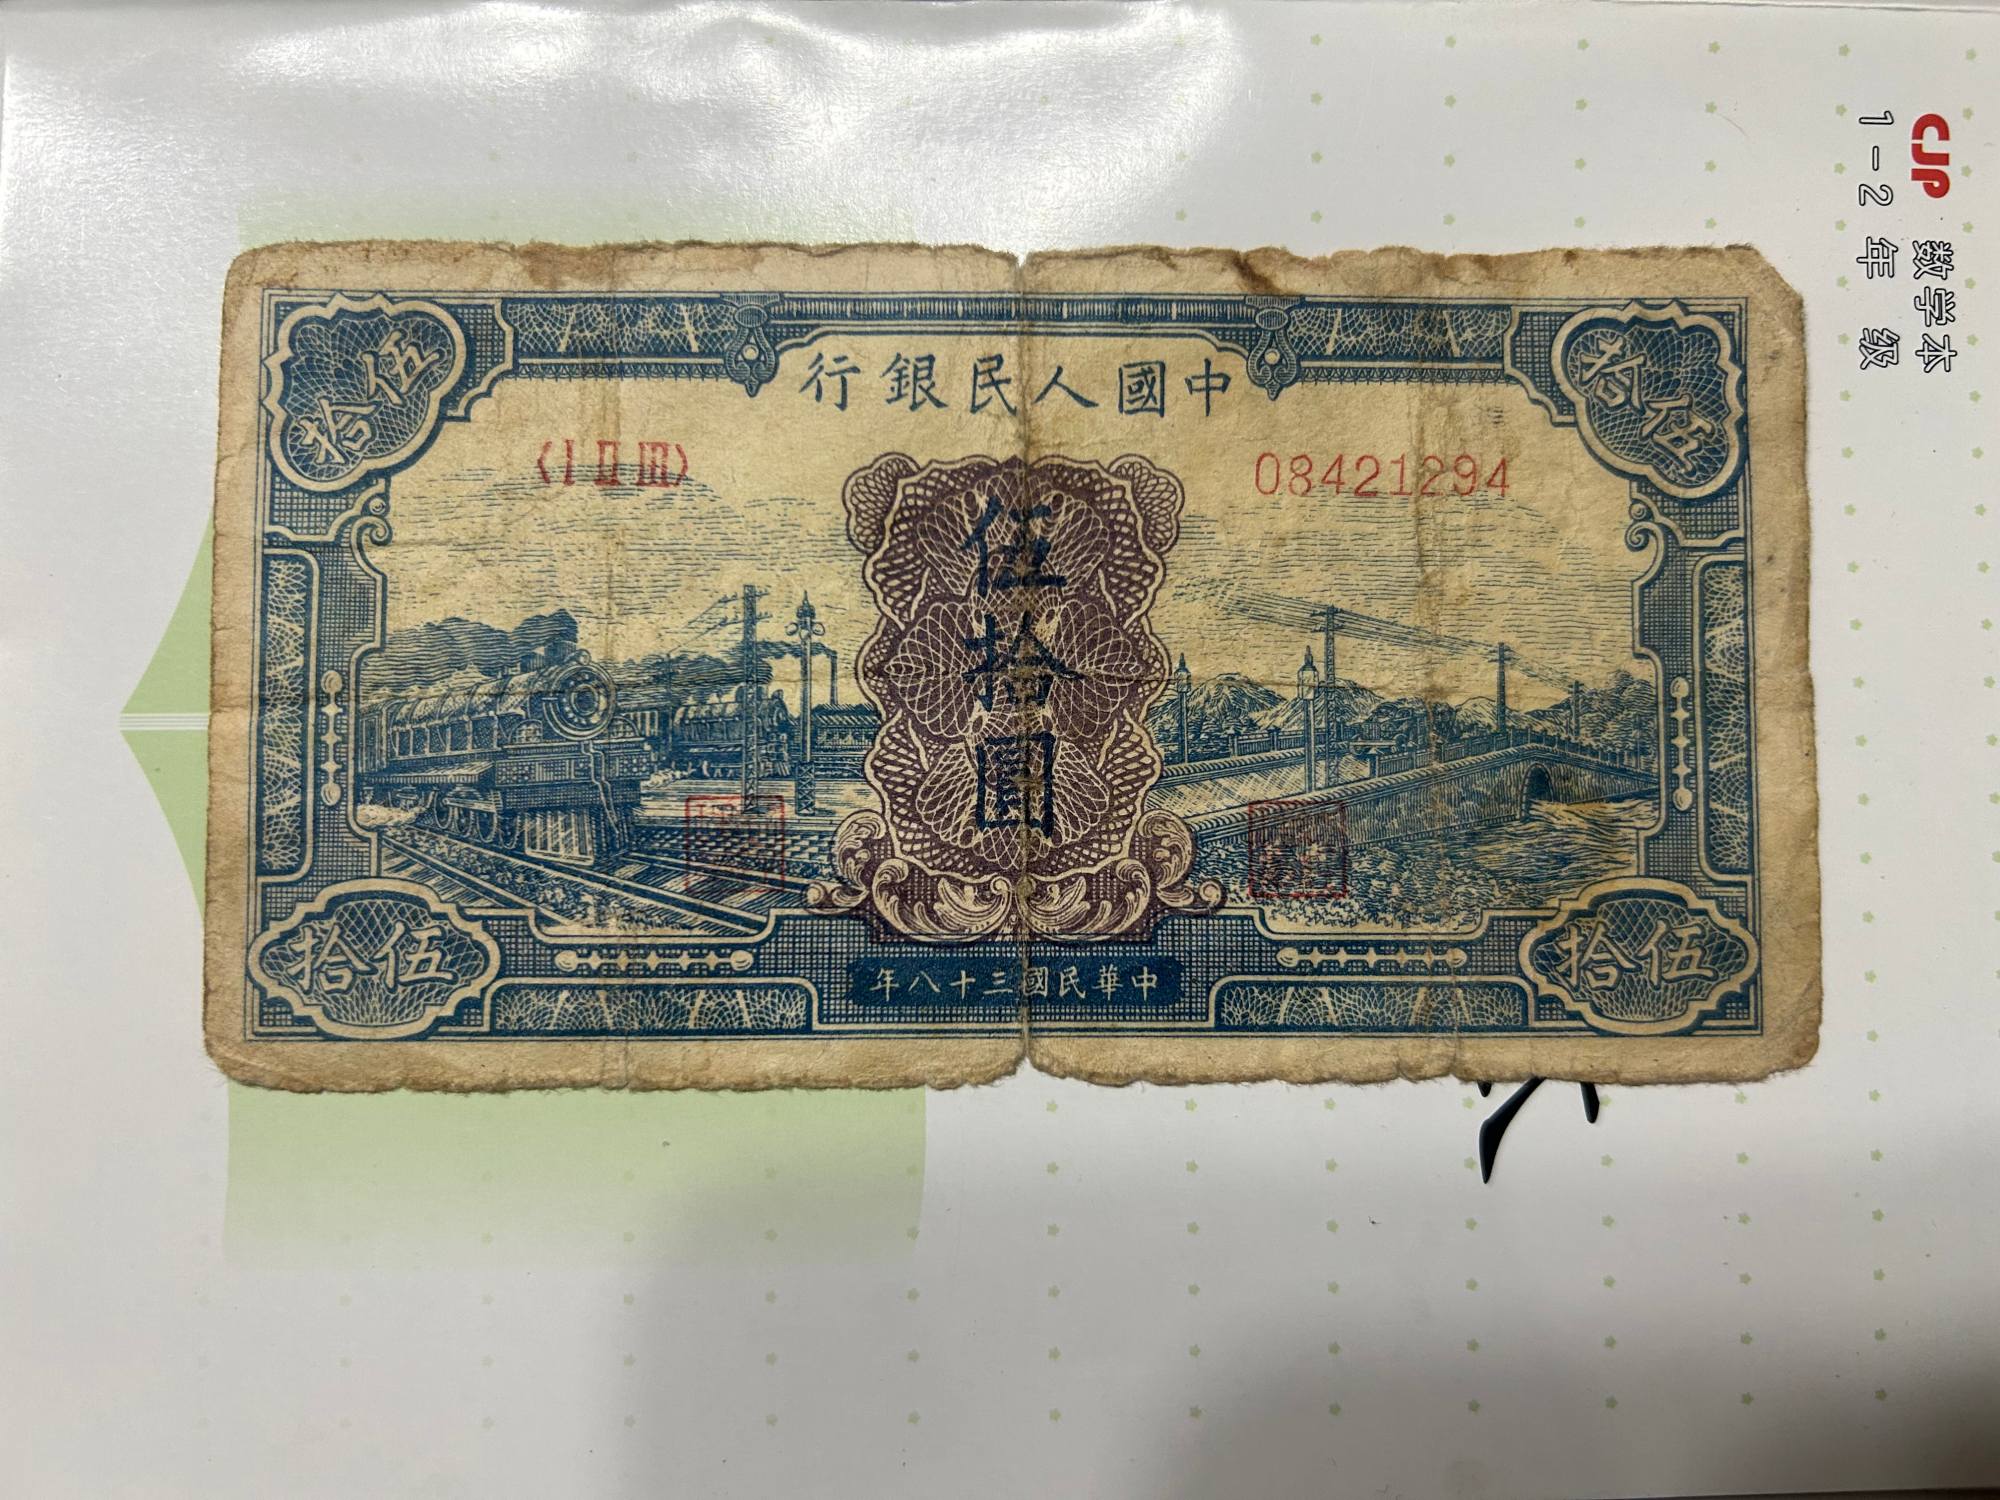 中國人民銀行
伍拾
拾伍
〈I II III〉
08421294
伍拾圓
伍拾
伍拾
中華民國三十八年
CJP 数学本
1-2年级